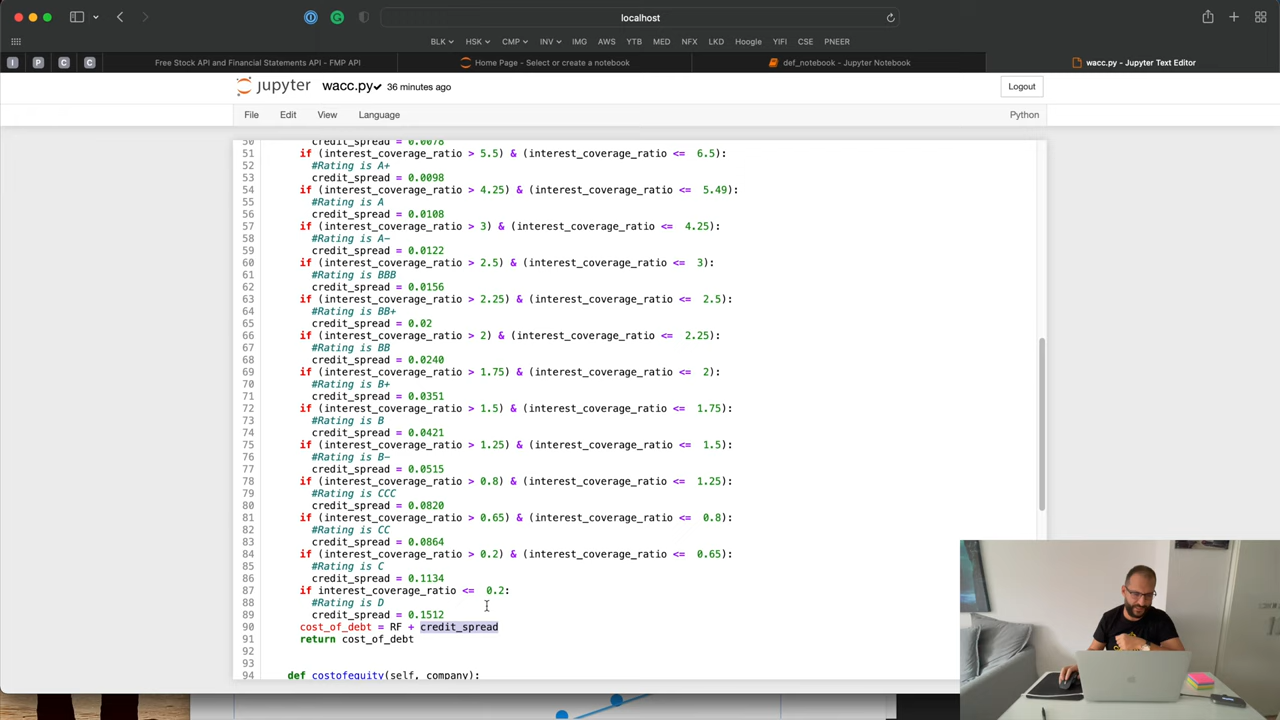 localhost
BLK HSK CMP INV IMG AWS YTB MED NFX LKD Hoogle YIFI CSE PNEER
I P C C Free Stock API and Financial Statements API - FMP API Home Page - Select or create a notebook def_notebook - Jupyter Notebook wacc.py - Jupyter Text Editor
jupyter wacc.py✓ 36 minutes ago Logout
File Edit View Language Python
50 credit_spread = 0.0078
51 if (interest_coverage_ratio > 5.5) & (interest_coverage_ratio <= 6.5):
52 #Rating is A+
53 credit_spread = 0.0098
54 if (interest_coverage_ratio > 4.25) & (interest_coverage_ratio <= 5.49):
55 #Rating is A
56 credit_spread = 0.0108
57 if (interest_coverage_ratio > 3) & (interest_coverage_ratio <= 4.25):
58 #Rating is A-
59 credit_spread = 0.0122
60 if (interest_coverage_ratio > 2.5) & (interest_coverage_ratio <= 3):
61 #Rating is BBB
62 credit_spread = 0.0156
63 if (interest_coverage_ratio > 2.25) & (interest_coverage_ratio <= 2.5):
64 #Rating is BB+
65 credit_spread = 0.02
66 if (interest_coverage_ratio > 2) & (interest_coverage_ratio <= 2.25):
67 #Rating is BB
68 credit_spread = 0.0240
69 if (interest_coverage_ratio > 1.75) & (interest_coverage_ratio <= 2):
70 #Rating is B+
71 credit_spread = 0.0351
72 if (interest_coverage_ratio > 1.5) & (interest_coverage_ratio <= 1.75):
73 #Rating is B
74 credit_spread = 0.0421
75 if (interest_coverage_ratio > 1.25) & (interest_coverage_ratio <= 1.5):
76 #Rating is B-
77 credit_spread = 0.0515
78 if (interest_coverage_ratio > 0.8) & (interest_coverage_ratio <= 1.25):
79 #Rating is CCC
80 credit_spread = 0.0820
81 if (interest_coverage_ratio > 0.65) & (interest_coverage_ratio <= 0.8):
82 #Rating is CC
83 credit_spread = 0.0864
84 if (interest_coverage_ratio > 0.2) & (interest_coverage_ratio <= 0.65):
85 #Rating is C
86 credit_spread = 0.1134
87 if interest_coverage_ratio <= 0.2:
88 #Rating is D
89 credit_spread = 0.1512
90 cost_of_debt = RF + credit_spread
91 return cost_of_debt
92
93
94 def costofequity(self, company):